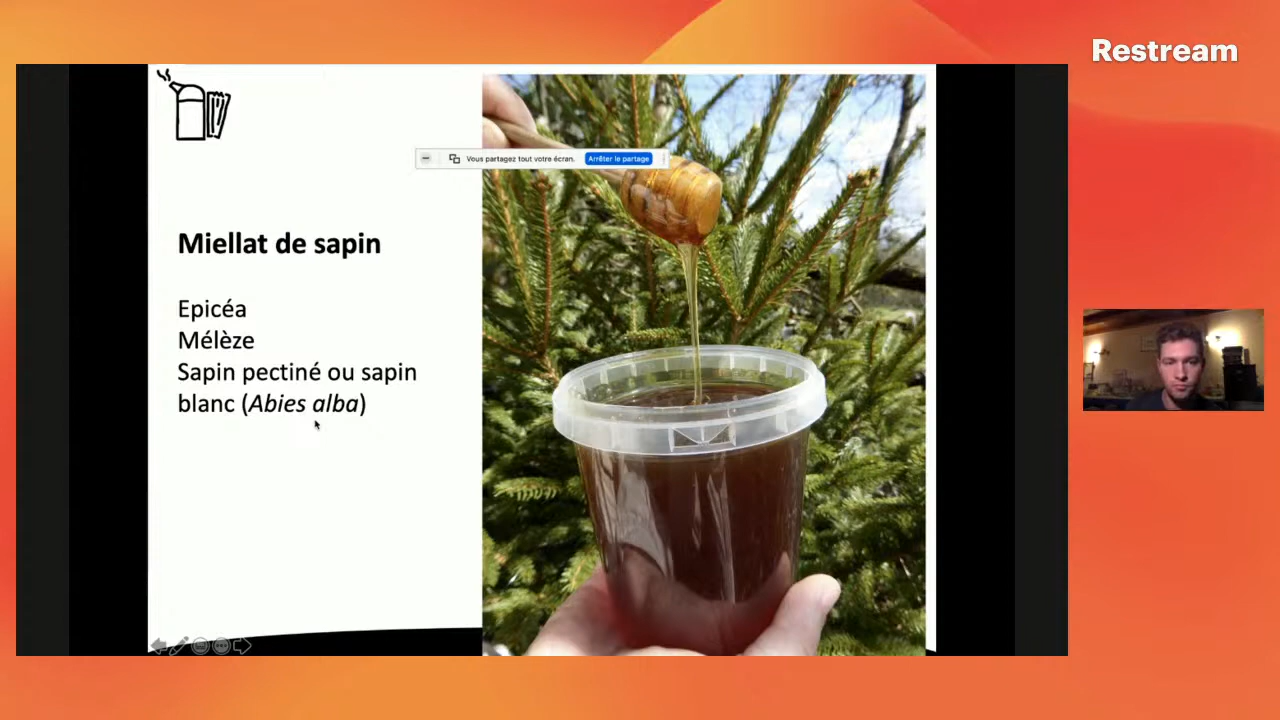 Restream
Vous partagez tout votre écran. Arrêter le partage
Miellat de sapin
Epicéa
Mélèze
Sapin pectiné ou sapin
blanc (Abies alba)